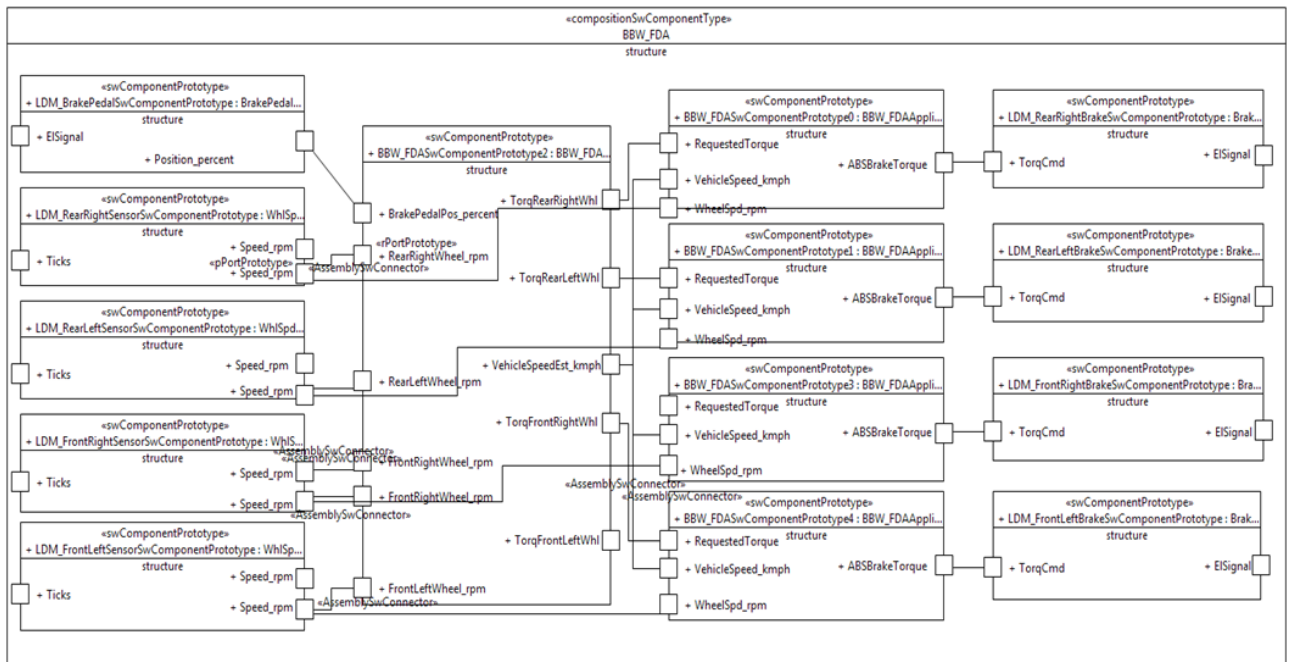 «compositionSwComponentType»
BBW_FDA
structure
«swComponentPrototype»
+ LDM_BrakePedalSwComponentPrototype : BrakePedal...
structure
+ ElSignal
+ Position_percent
«swComponentPrototype»
+ LDM_RearRightSensorSwComponentPrototype : WhlSp...
structure
+ Speed_rpm
+ Ticks
«pPortPrototype»
+ Speed_rpm
«AssemblySwConnector»
«swComponentPrototype»
+ LDM_RearLeftSensorSwComponentPrototype : WhlSpd...
structure
+ Speed_rpm
+ Ticks
+ Speed_rpm
«swComponentPrototype»
+ LDM_FrontRightSensorSwComponentPrototype : WhlS...
structure
«AssemblySwConnector»
«AssemblySwConnector»
+ Speed_rpm
+ Ticks
+ Speed_rpm
«AssemblySwConnector»
«swComponentPrototype»
+ LDM_FrontLeftSensorSwComponentPrototype : WhlSp...
structure
+ Speed_rpm
+ Ticks
+ Speed_rpm
«AssemblySwConnector»
«swComponentPrototype»
+ BBW_FDASwComponentPrototype2 : BBW_FDA...
structure
+ TorqRearRightWhl
+ BrakePedalPos_percent
«rPortPrototype»
+ RearRightWheel_rpm
+ TorqRearLeftWhl
+ VehicleSpeedEst_kmph
+ RearLeftWheel_rpm
+ TorqFrontRightWhl
+ FrontRightWheel_rpm
+ FrontRightWheel_rpm
+ TorqFrontLeftWhl
+ FrontLeftWheel_rpm
«AssemblySwConnector»
«AssemblySwConnector»
«swComponentPrototype»
+ BBW_FDASwComponentPrototype0 : BBW_FDAAppli...
structure
+ RequestedTorque
+ ABSBrakeTorque
+ VehicleSpeed_kmph
+ WheelSpd_rpm
«swComponentPrototype»
+ BBW_FDASwComponentPrototype1 : BBW_FDAAppli...
structure
+ RequestedTorque
+ ABSBrakeTorque
+ VehicleSpeed_kmph
+ WheelSpd_rpm
«swComponentPrototype»
+ BBW_FDASwComponentPrototype3 : BBW_FDAAppli...
structure
+ RequestedTorque
+ ABSBrakeTorque
+ VehicleSpeed_kmph
+ WheelSpd_rpm
«swComponentPrototype»
+ BBW_FDASwComponentPrototype4 : BBW_FDAAppli...
structure
+ RequestedTorque
+ ABSBrakeTorque
+ VehicleSpeed_kmph
+ WheelSpd_rpm
«swComponentPrototype»
+ LDM_RearRightBrakeSwComponentPrototype : Brak...
structure
+ TorqCmd
+ ElSignal
«swComponentPrototype»
+ LDM_RearLeftBrakeSwComponentPrototype : Brake...
structure
+ TorqCmd
+ ElSignal
«swComponentPrototype»
+ LDM_FrontRightBrakeSwComponentPrototype : Bra...
structure
+ TorqCmd
+ ElSignal
«swComponentPrototype»
+ LDM_FrontLeftBrakeSwComponentPrototype : Brak...
structure
+ TorqCmd
+ ElSignal